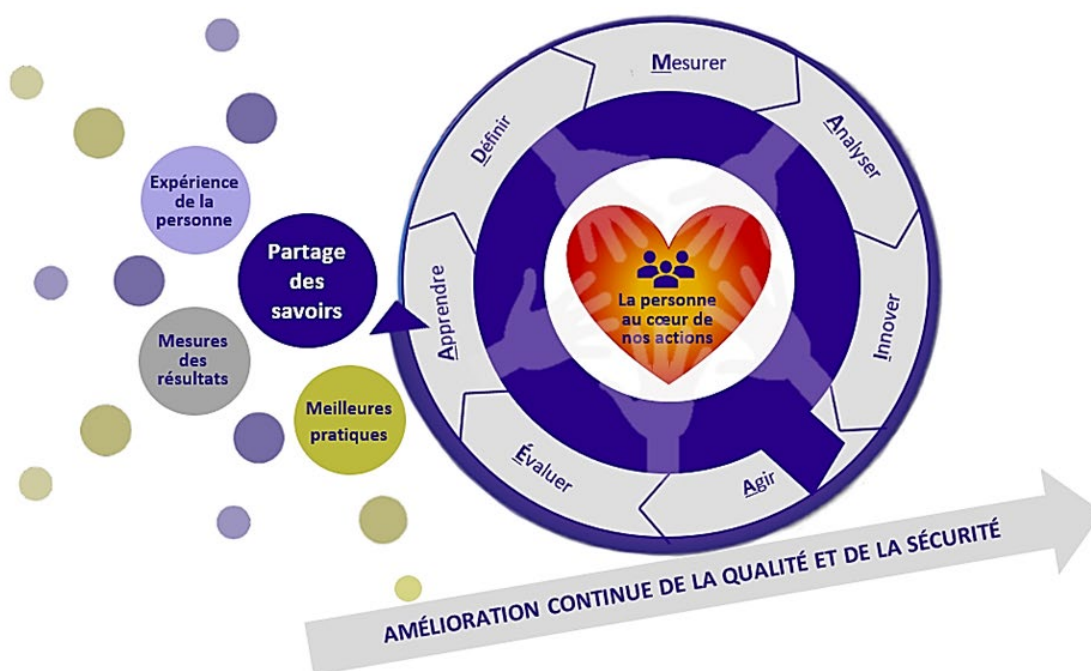 Expérience
de la
personne
Partage
des
savoirs
Mesures
des
résultats
Meilleures
pratiques
Définir
Mesurer
Analyser
Innover
Agir
Évaluer
Apprendre
La personne
au cœur de
nos actions
AMÉLIORATION CONTINUE DE LA QUALITÉ ET DE LA SÉCURITÉ